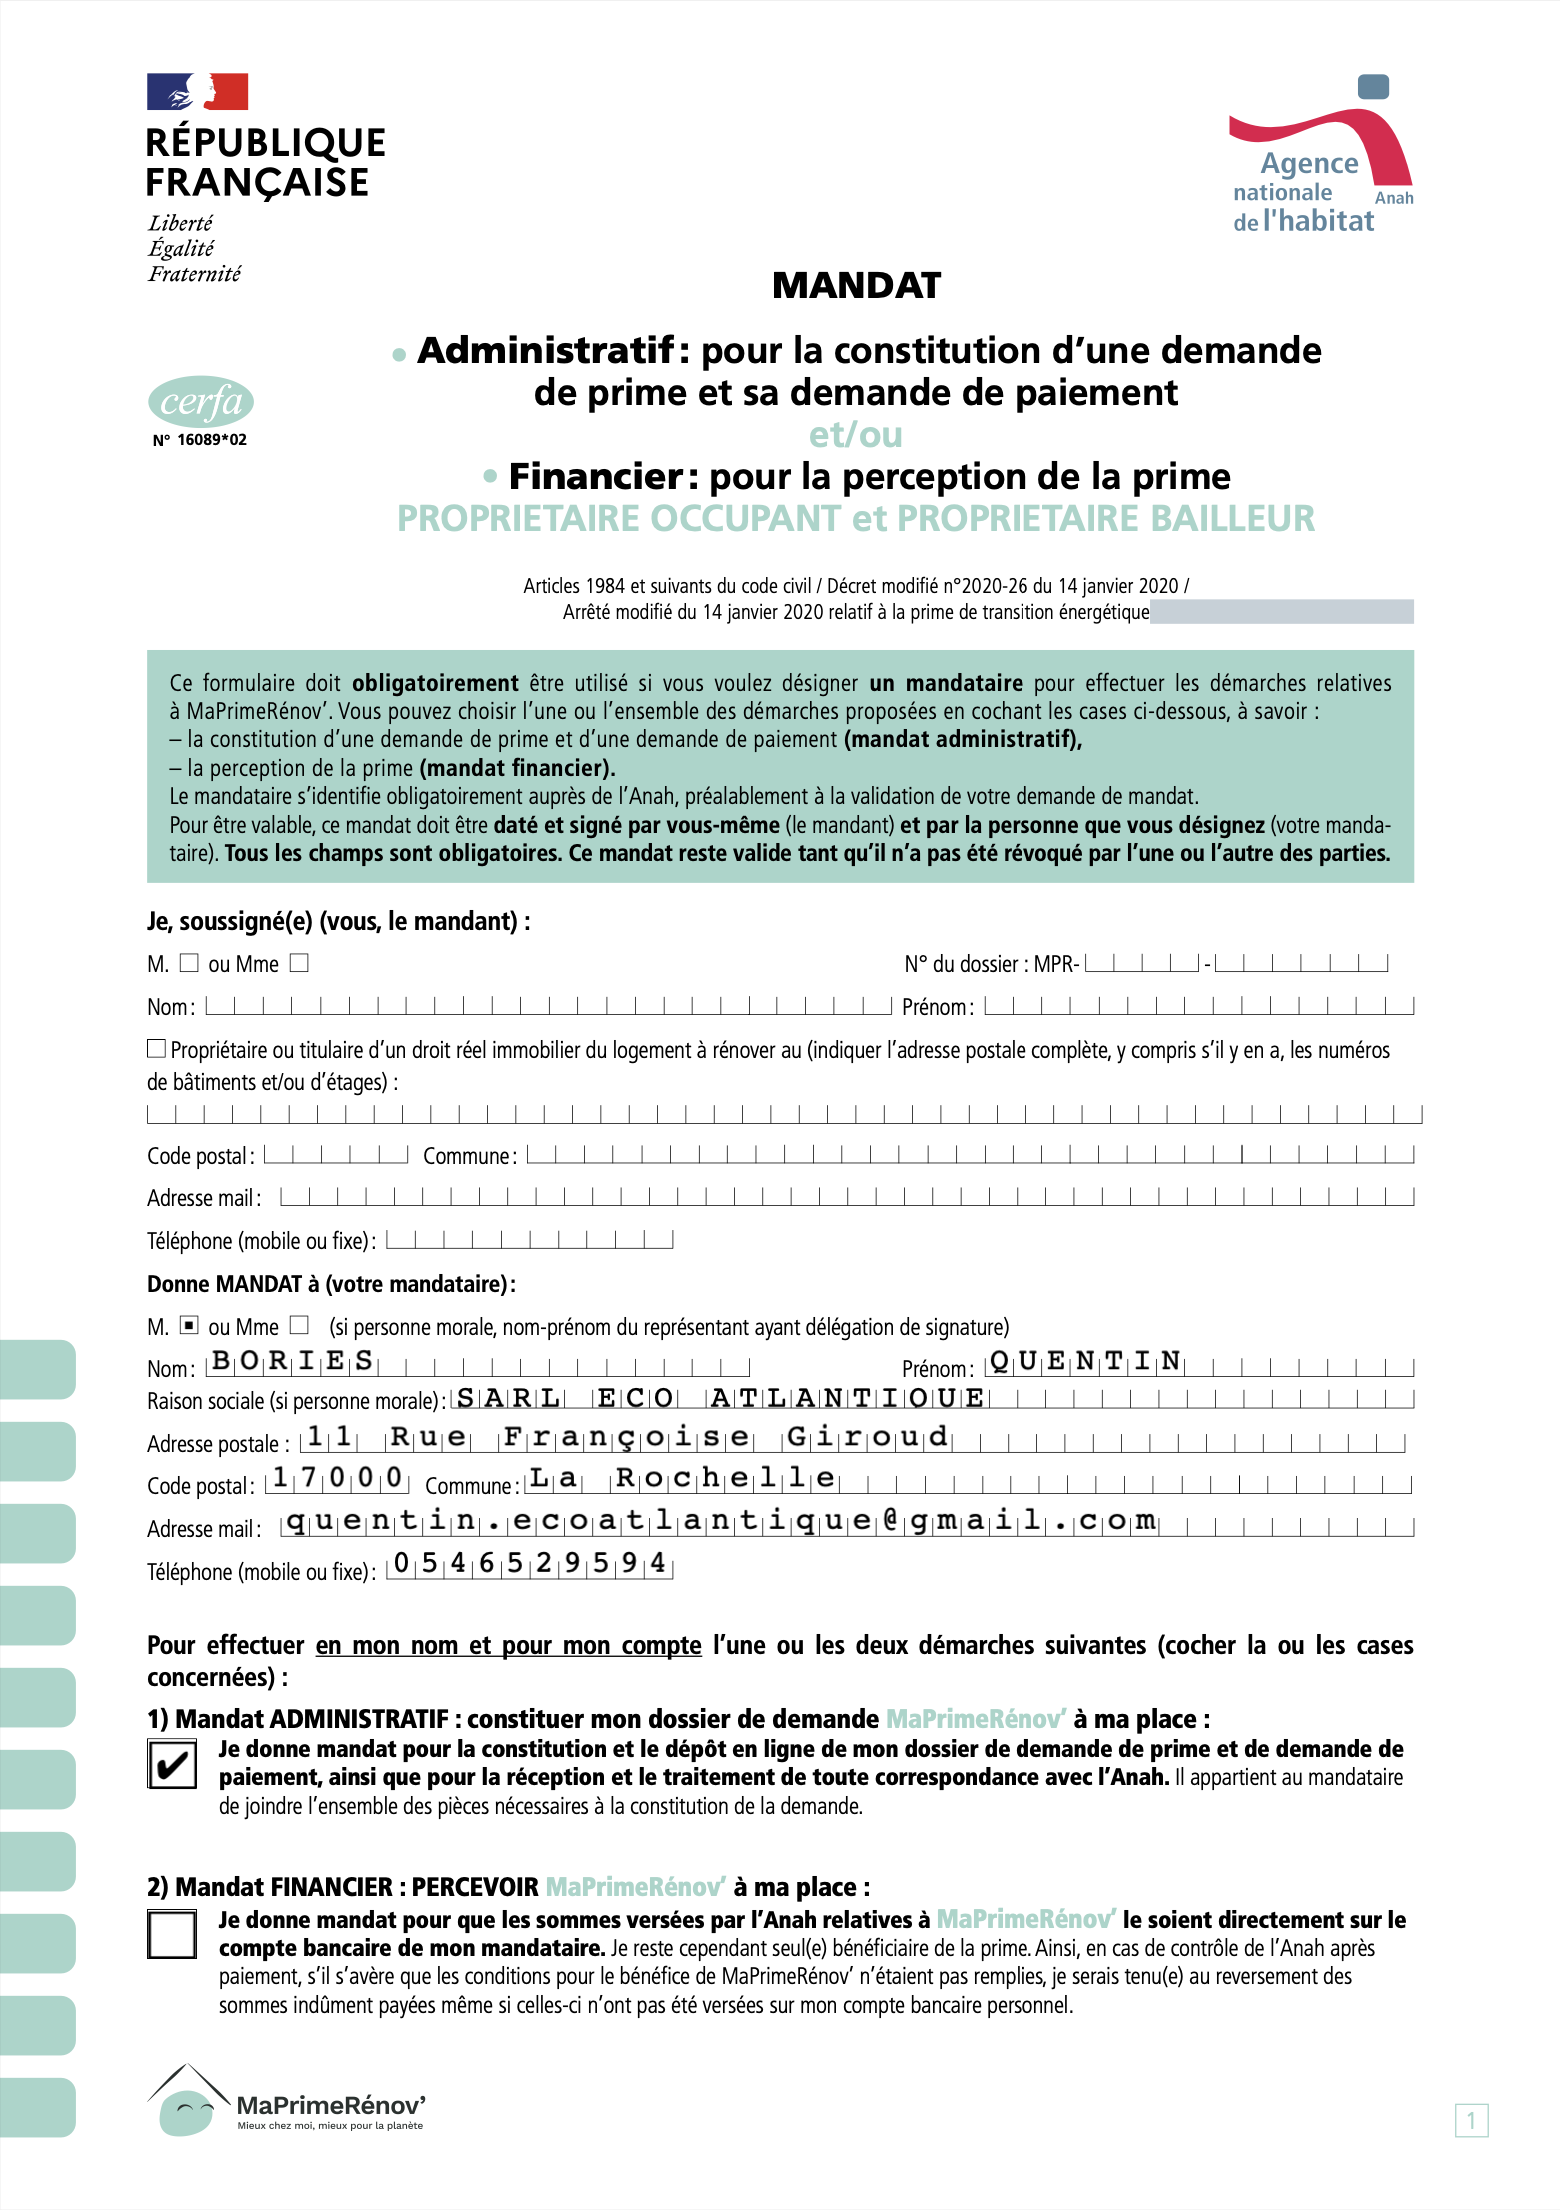 RÉPUBLIQUE
FRANÇAISE
Liberté
Égalité
Fraternité
Agence
nationale
de l'habitat
Anah
MANDAT
• Administratif : pour la constitution d’une demande
de prime et sa demande de paiement
et/ou
• Financier : pour la perception de la prime
PROPRIETAIRE OCCUPANT et PROPRIETAIRE BAILLEUR
cerfa
N° 16089*02
Articles 1984 et suivants du code civil / Décret modifié n°2020-26 du 14 janvier 2020 /
Arrêté modifié du 14 janvier 2020 relatif à la prime de transition énergétique
Ce formulaire doit obligatoirement être utilisé si vous voulez désigner un mandataire pour effectuer les démarches relatives
à MaPrimeRénov’. Vous pouvez choisir l’une ou l’ensemble des démarches proposées en cochant les cases ci-dessous, à savoir :
– la constitution d’une demande de prime et d’une demande de paiement (mandat administratif),
– la perception de la prime (mandat financier).
Le mandataire s’identifie obligatoirement auprès de l’Anah, préalablement à la validation de votre demande de mandat.
Pour être valable, ce mandat doit être daté et signé par vous-même (le mandant) et par la personne que vous désignez (votre manda-
taire). Tous les champs sont obligatoires. Ce mandat reste valide tant qu’il n’a pas été révoqué par l’une ou l’autre des parties.
Je, soussigné(e) (vous, le mandant) :
M. ou Mme N° du dossier : MPR- -
Nom : Prénom :
Propriétaire ou titulaire d’un droit réel immobilier du logement à rénover au (indiquer l’adresse postale complète, y compris s’il y en a, les numéros
de bâtiments et/ou d’étages) :
Code postal : Commune :
Adresse mail :
Téléphone (mobile ou fixe) :
Donne MANDAT à (votre mandataire) :
M. ou Mme (si personne morale, nom-prénom du représentant ayant délégation de signature)
Nom : BORIES Prénom : QUENTIN
Raison sociale (si personne morale) : SARL ECO ATLANTIQUE
Adresse postale : 11 Rue Françoise Giroud
Code postal : 17000 Commune : La Rochelle
Adresse mail : quentin.ecoatlantique@gmail.com
Téléphone (mobile ou fixe) : 0546529594
Pour effectuer en mon nom et pour mon compte l’une ou les deux démarches suivantes (cocher la ou les cases
concernées) :
1) Mandat ADMINISTRATIF : constituer mon dossier de demande MaPrimeRénov’ à ma place :
✔ Je donne mandat pour la constitution et le dépôt en ligne de mon dossier de demande de prime et de demande de
paiement, ainsi que pour la réception et le traitement de toute correspondance avec l’Anah. Il appartient au mandataire
de joindre l’ensemble des pièces nécessaires à la constitution de la demande.
2) Mandat FINANCIER : PERCEVOIR MaPrimeRénov’ à ma place :
Je donne mandat pour que les sommes versées par l’Anah relatives à MaPrimeRénov’ le soient directement sur le
compte bancaire de mon mandataire. Je reste cependant seul(e) bénéficiaire de la prime. Ainsi, en cas de contrôle de l’Anah après
paiement, s’il s’avère que les conditions pour le bénéfice de MaPrimeRénov’ n’étaient pas remplies, je serais tenu(e) au reversement des
sommes indûment payées même si celles-ci n’ont pas été versées sur mon compte bancaire personnel.
MaPrimeRénov’
Mieux chez moi, mieux pour la planète
1